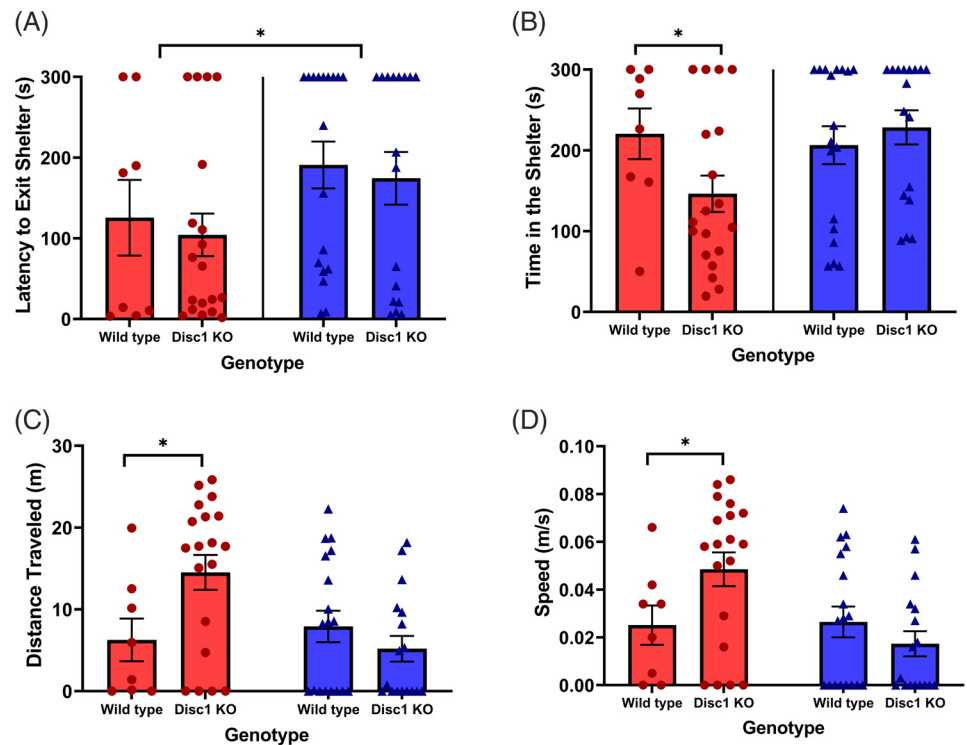 (A)
*
Latency to Exit Shelter (s)
300
200
100
0
Wild type Disc1 KO Wild type Disc1 KO
Genotype
(B)
*
Time in the Shelter (s)
300
200
100
0
Wild type Disc1 KO Wild type Disc1 KO
Genotype
(C)
*
Distance Traveled (m)
30
20
10
0
Wild type Disc1 KO Wild type Disc1 KO
Genotype
(D)
*
Speed (m/s)
0.10
0.08
0.06
0.04
0.02
0.00
Wild type Disc1 KO Wild type Disc1 KO
Genotype